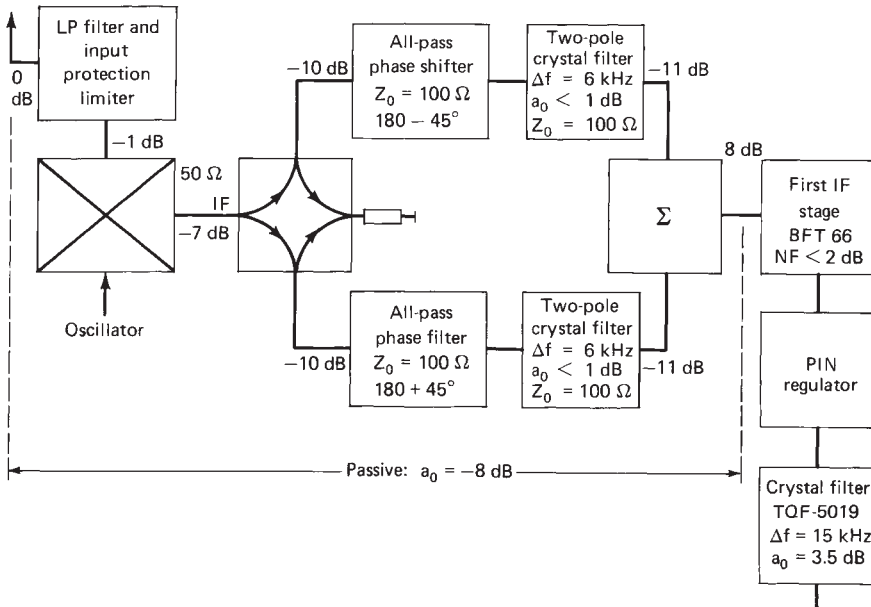 LP filter and
input
protection
limiter
0
dB
−1 dB
50 Ω
IF
−7 dB
Oscillator
−10 dB
All-pass
phase shifter
Z₀ = 100 Ω
180 − 45°
Two-pole
crystal filter
Δf = 6 kHz
a₀ < 1 dB
Z₀ = 100 Ω
−11 dB
Σ
8 dB
First IF
stage
BFT 66
NF < 2 dB
−10 dB
All-pass
phase filter
Z₀ = 100 Ω
180 + 45°
Two-pole
crystal filter
Δf = 6 kHz
a₀ < 1 dB
Z₀ = 100 Ω
−11 dB
PIN
regulator
Passive: a₀ = −8 dB
Crystal filter
TQF-5019
Δf = 15 kHz
a₀ = 3.5 dB